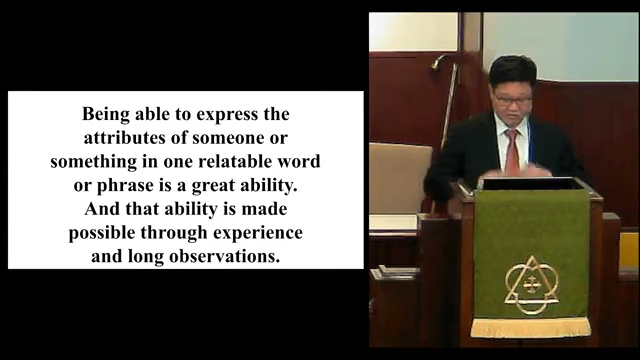 Being able to express the
attributes of someone or
something in one relatable word
or phrase is a great ability.
And that ability is made
possible through experience
and long observations.